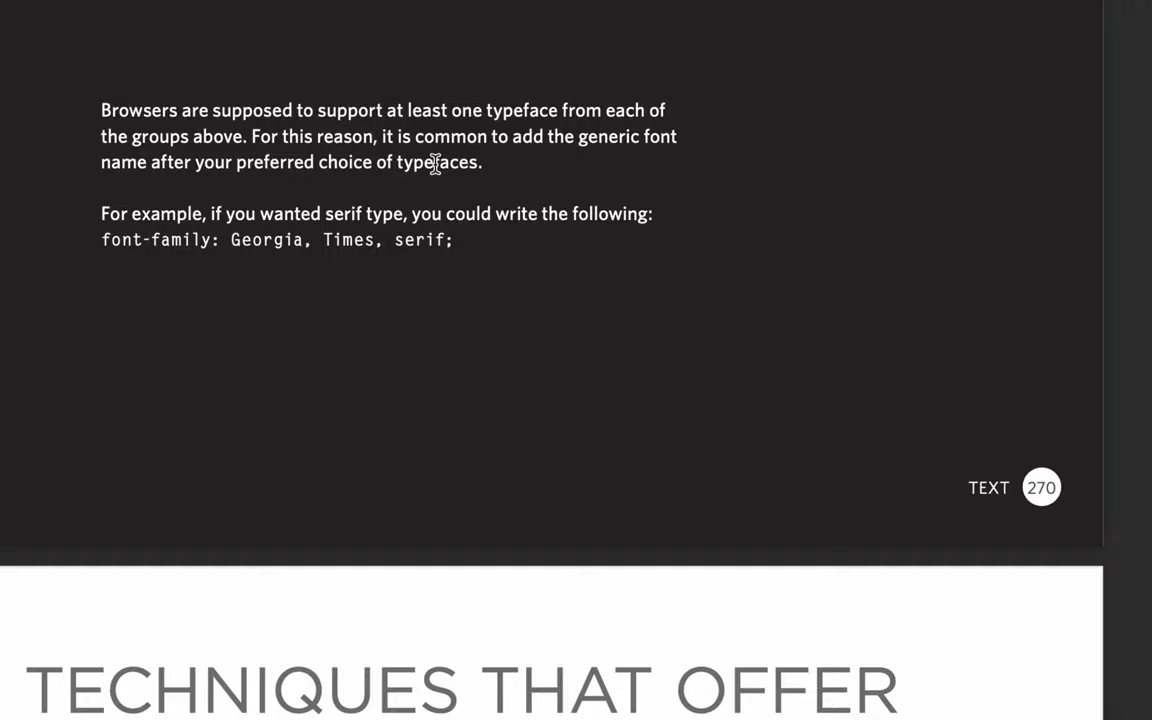 Browsers are supposed to support at least one typeface from each of
the groups above. For this reason, it is common to add the generic font
name after your preferred choice of typefaces.
For example, if you wanted serif type, you could write the following:
font-family: Georgia, Times, serif;
TEXT 270
TECHNIQUES THAT OFFER